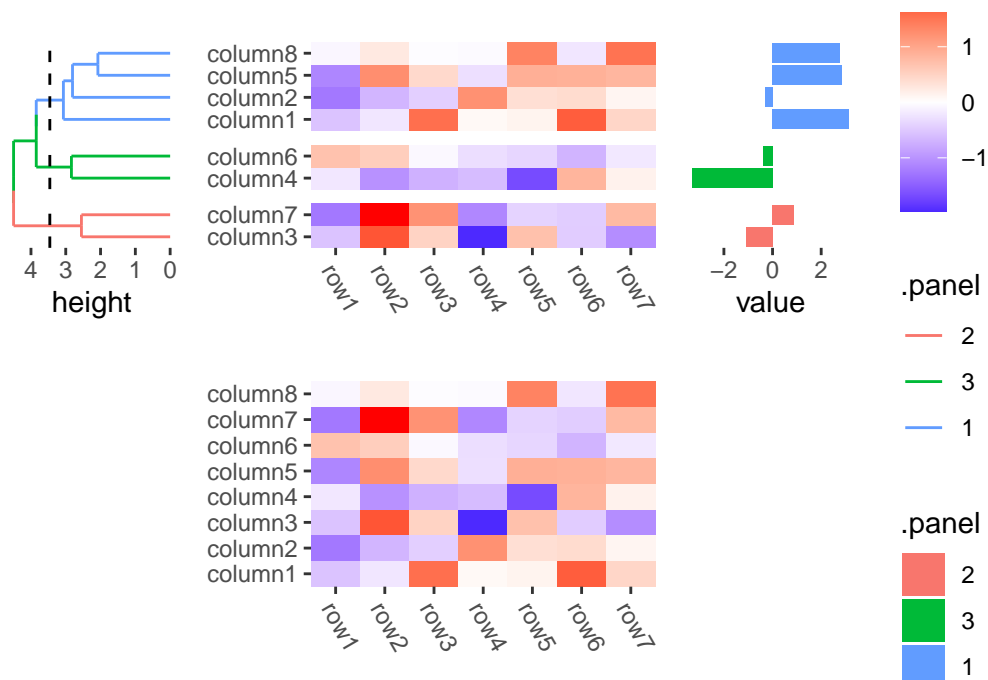 column8
column5
column2
column1
column6
column4
column7
column3
4 3 2 1 0
height
row1 row2 row3 row4 row5 row6 row7
−2 0 2
value
1
0
−1
.panel
2
3
1
column8
column7
column6
column5
column4
column3
column2
column1
row1 row2 row3 row4 row5 row6 row7
.panel
2
3
1